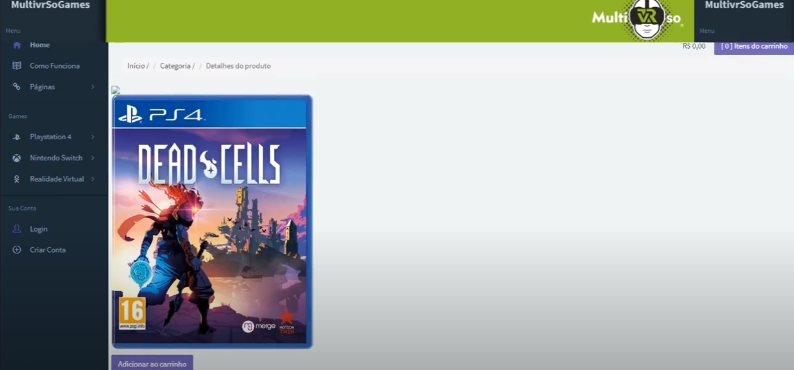 MultivrSoGames
Menu
Home
Como Funciona
Páginas
Games
Playstation 4
Nintendo Switch
Realidade Virtual
Sua Conta
Login
Criar Conta
Multi VR so
MultivrSoGames
Menu
R$ 0,00
[ 0 ] Itens do carrinho
Início / / Categoria / / Detalhes do produto
PS4
DEAD CELLS
16
www.pegi.info
merge
MOTION TWIN
Adicionar ao carrinho